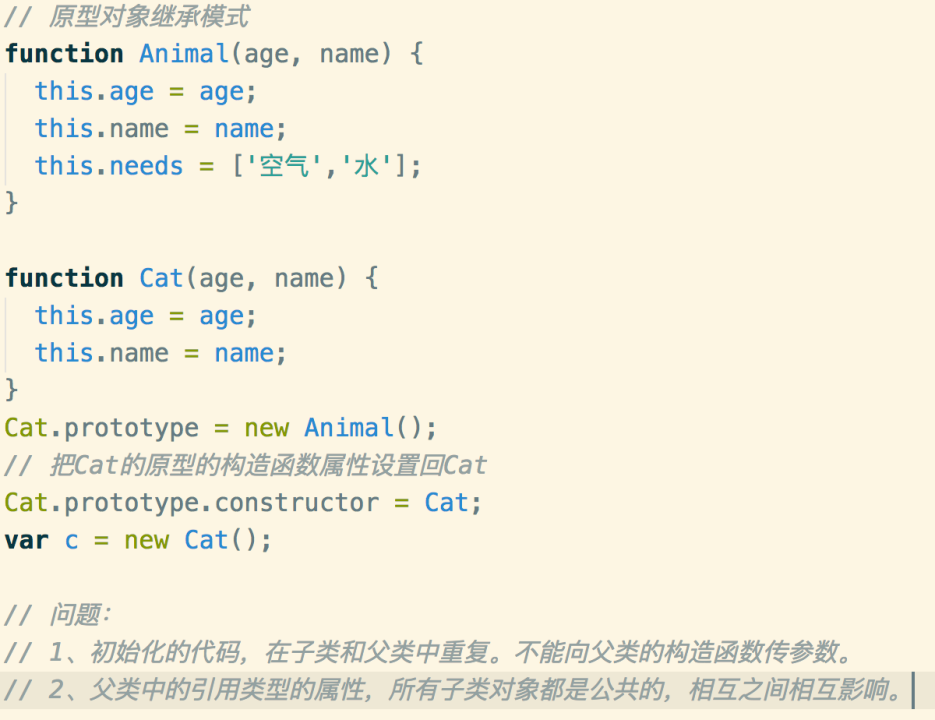 // 原型对象继承模式
function Animal(age, name) {
  this.age = age;
  this.name = name;
  this.needs = ['空气','水'];
}
function Cat(age, name) {
  this.age = age;
  this.name = name;
}
Cat.prototype = new Animal();
// 把Cat的原型的构造函数属性设置回Cat
Cat.prototype.constructor = Cat;
var c = new Cat();
// 问题：
// 1、初始化的代码，在子类和父类中重复。不能向父类的构造函数传参数。
// 2、父类中的引用类型的属性，所有子类对象都是公共的，相互之间相互影响。